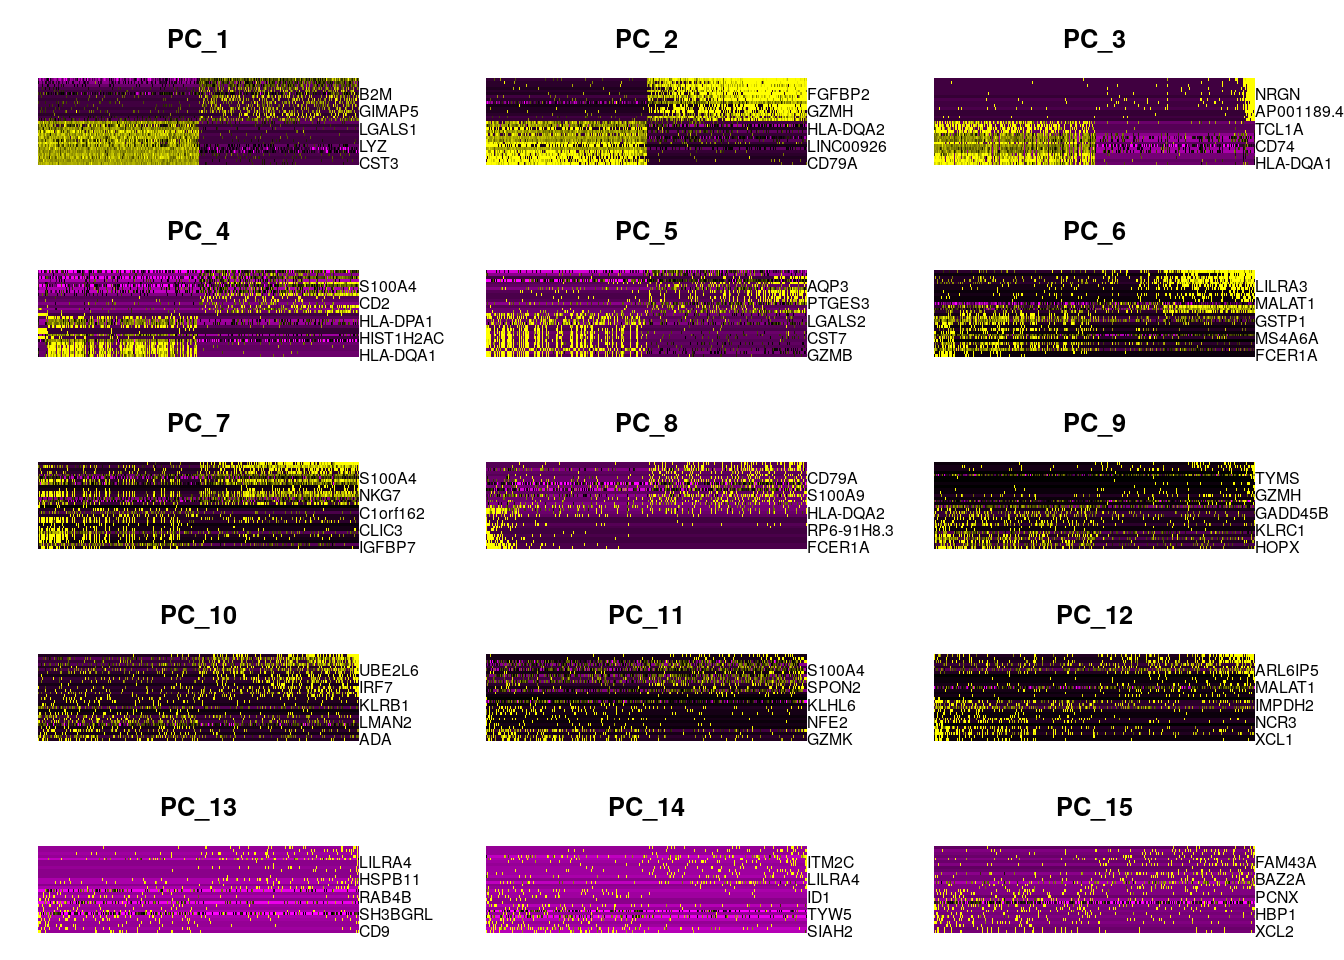 PC_1
B2M
GIMAP5
LGALS1
LYZ
CST3
PC_2
FGFBP2
GZMH
HLA-DQA2
LINC00926
CD79A
PC_3
NRGN
AP001189.4
TCL1A
CD74
HLA-DQA1
PC_4
S100A4
CD2
HLA-DPA1
HIST1H2AC
HLA-DQA1
PC_5
AQP3
PTGES3
LGALS2
CST7
GZMB
PC_6
LILRA3
MALAT1
GSTP1
MS4A6A
FCER1A
PC_7
S100A4
NKG7
C1orf162
CLIC3
IGFBP7
PC_8
CD79A
S100A9
HLA-DQA2
RP6-91H8.3
FCER1A
PC_9
TYMS
GZMH
GADD45B
KLRC1
HOPX
PC_10
UBE2L6
IRF7
KLRB1
LMAN2
ADA
PC_11
S100A4
SPON2
KLHL6
NFE2
GZMK
PC_12
ARL6IP5
MALAT1
IMPDH2
NCR3
XCL1
PC_13
LILRA4
HSPB11
RAB4B
SH3BGRL
CD9
PC_14
ITM2C
LILRA4
ID1
TYW5
SIAH2
PC_15
FAM43A
BAZ2A
PCNX
HBP1
XCL2